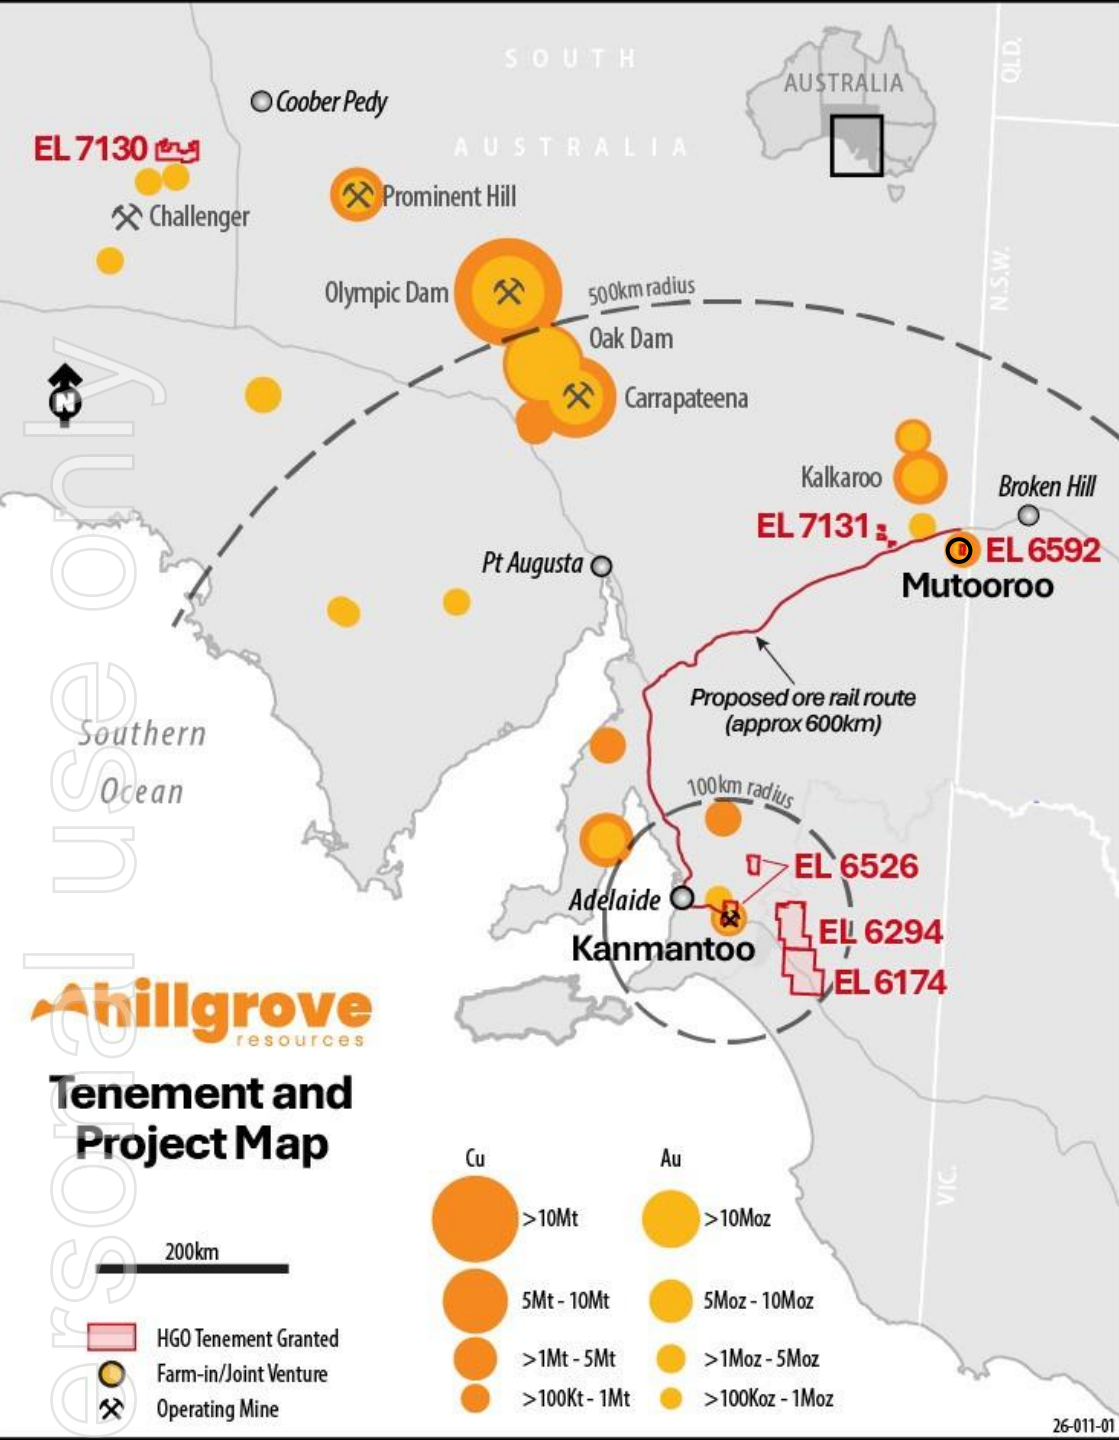 SOUTH
AUSTRALIA
QLD.
AUSTRALIA
Coober Pedy
EL 7130
Prominent Hill
Challenger
N.S.W.
Olympic Dam
500km radius
Oak Dam
Carrapateena
N
Kalkaroo
Broken Hill
EL 7131
Pt Augusta
EL 6592
Mutooroo
Proposed ore rail route
(approx 600km)
Southern
Ocean
100km radius
EL 6526
Adelaide
EL 6294
Kanmantoo
EL 6174
hillgrove
resources
Tenement and
Project Map
VIC.
Cu
Au
>10Mt
>10Moz
5Mt - 10Mt
5Moz - 10Moz
>1Mt - 5Mt
>1Moz - 5Moz
>100Kt - 1Mt
>100Koz - 1Moz
200km
HGO Tenement Granted
Farm-in/Joint Venture
Operating Mine
26-011-01
ersonal use only